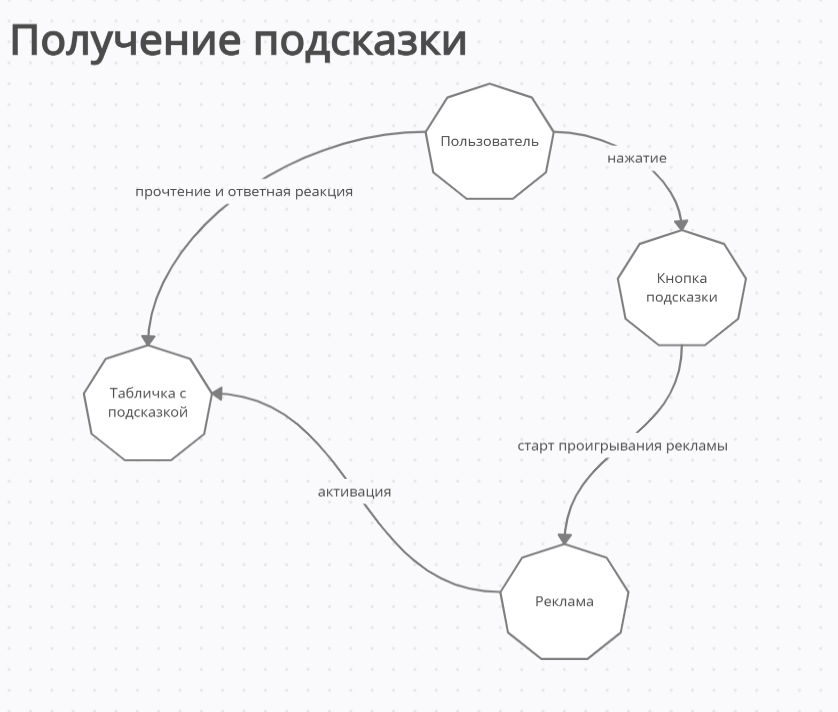 Получение подсказки
Пользователь
нажатие
прочтение и ответная реакция
Кнопка
подсказки
Табличка с
подсказкой
старт проигрывания рекламы
активация
Реклама